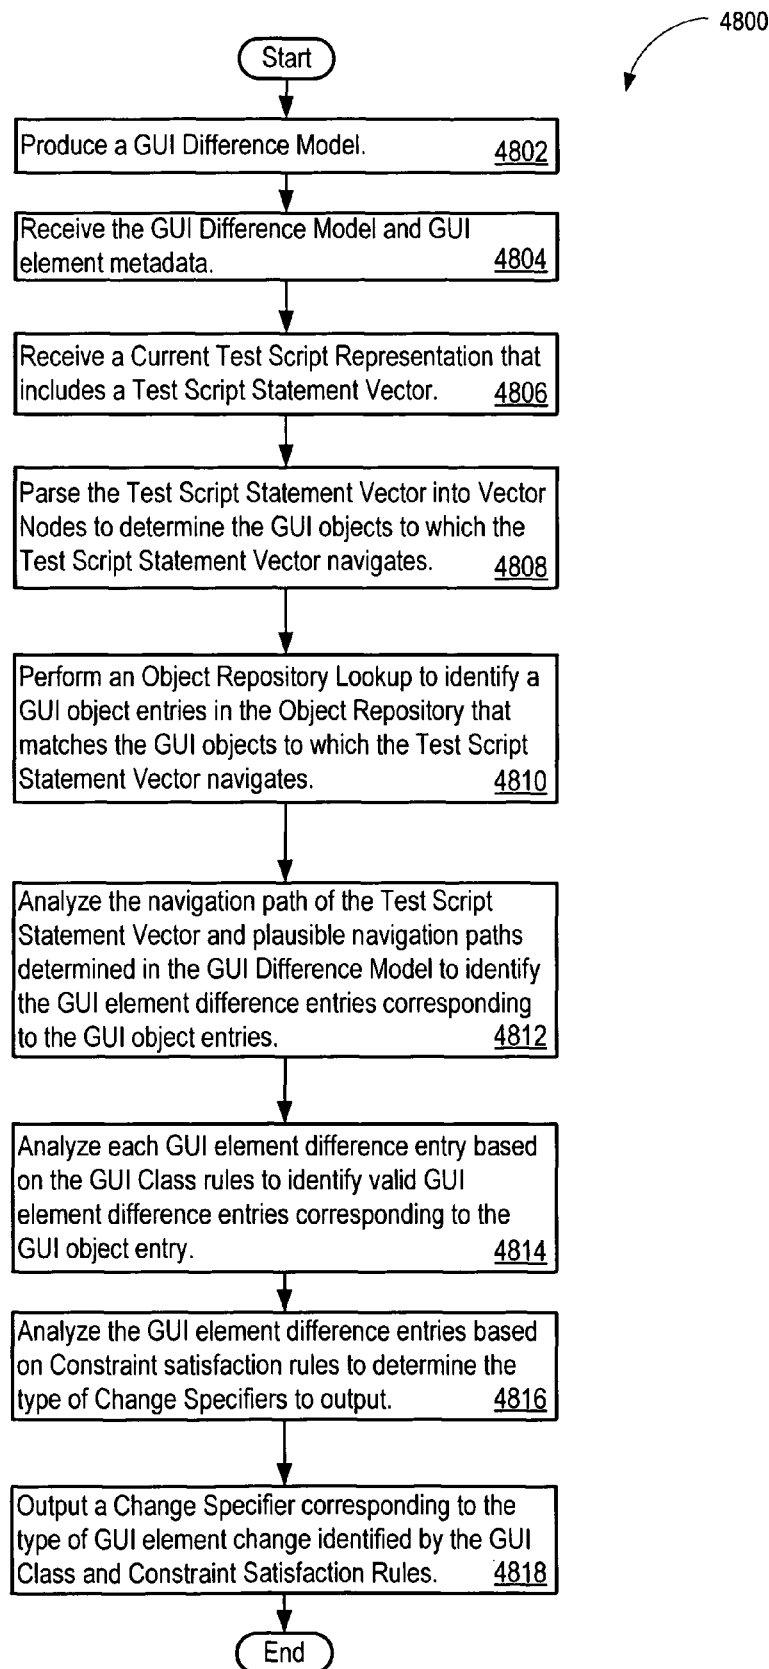 4800
Start
Produce a GUI Difference Model. 4802
Receive the GUI Difference Model and GUI
element metadata. 4804
Receive a Current Test Script Representation that
includes a Test Script Statement Vector. 4806
Parse the Test Script Statement Vector into Vector
Nodes to determine the GUI objects to which the
Test Script Statement Vector navigates. 4808
Perform an Object Repository Lookup to identify a
GUI object entries in the Object Repository that
matches the GUI objects to which the Test Script
Statement Vector navigates. 4810
Analyze the navigation path of the Test Script
Statement Vector and plausible navigation paths
determined in the GUI Difference Model to identify
the GUI element difference entries corresponding
to the GUI object entries. 4812
Analyze each GUI element difference entry based
on the GUI Class rules to identify valid GUI
element difference entries corresponding to the
GUI object entry. 4814
Analyze the GUI element difference entries based
on Constraint satisfaction rules to determine the
type of Change Specifiers to output. 4816
Output a Change Specifier corresponding to the
type of GUI element change identified by the GUI
Class and Constraint Satisfaction Rules. 4818
End